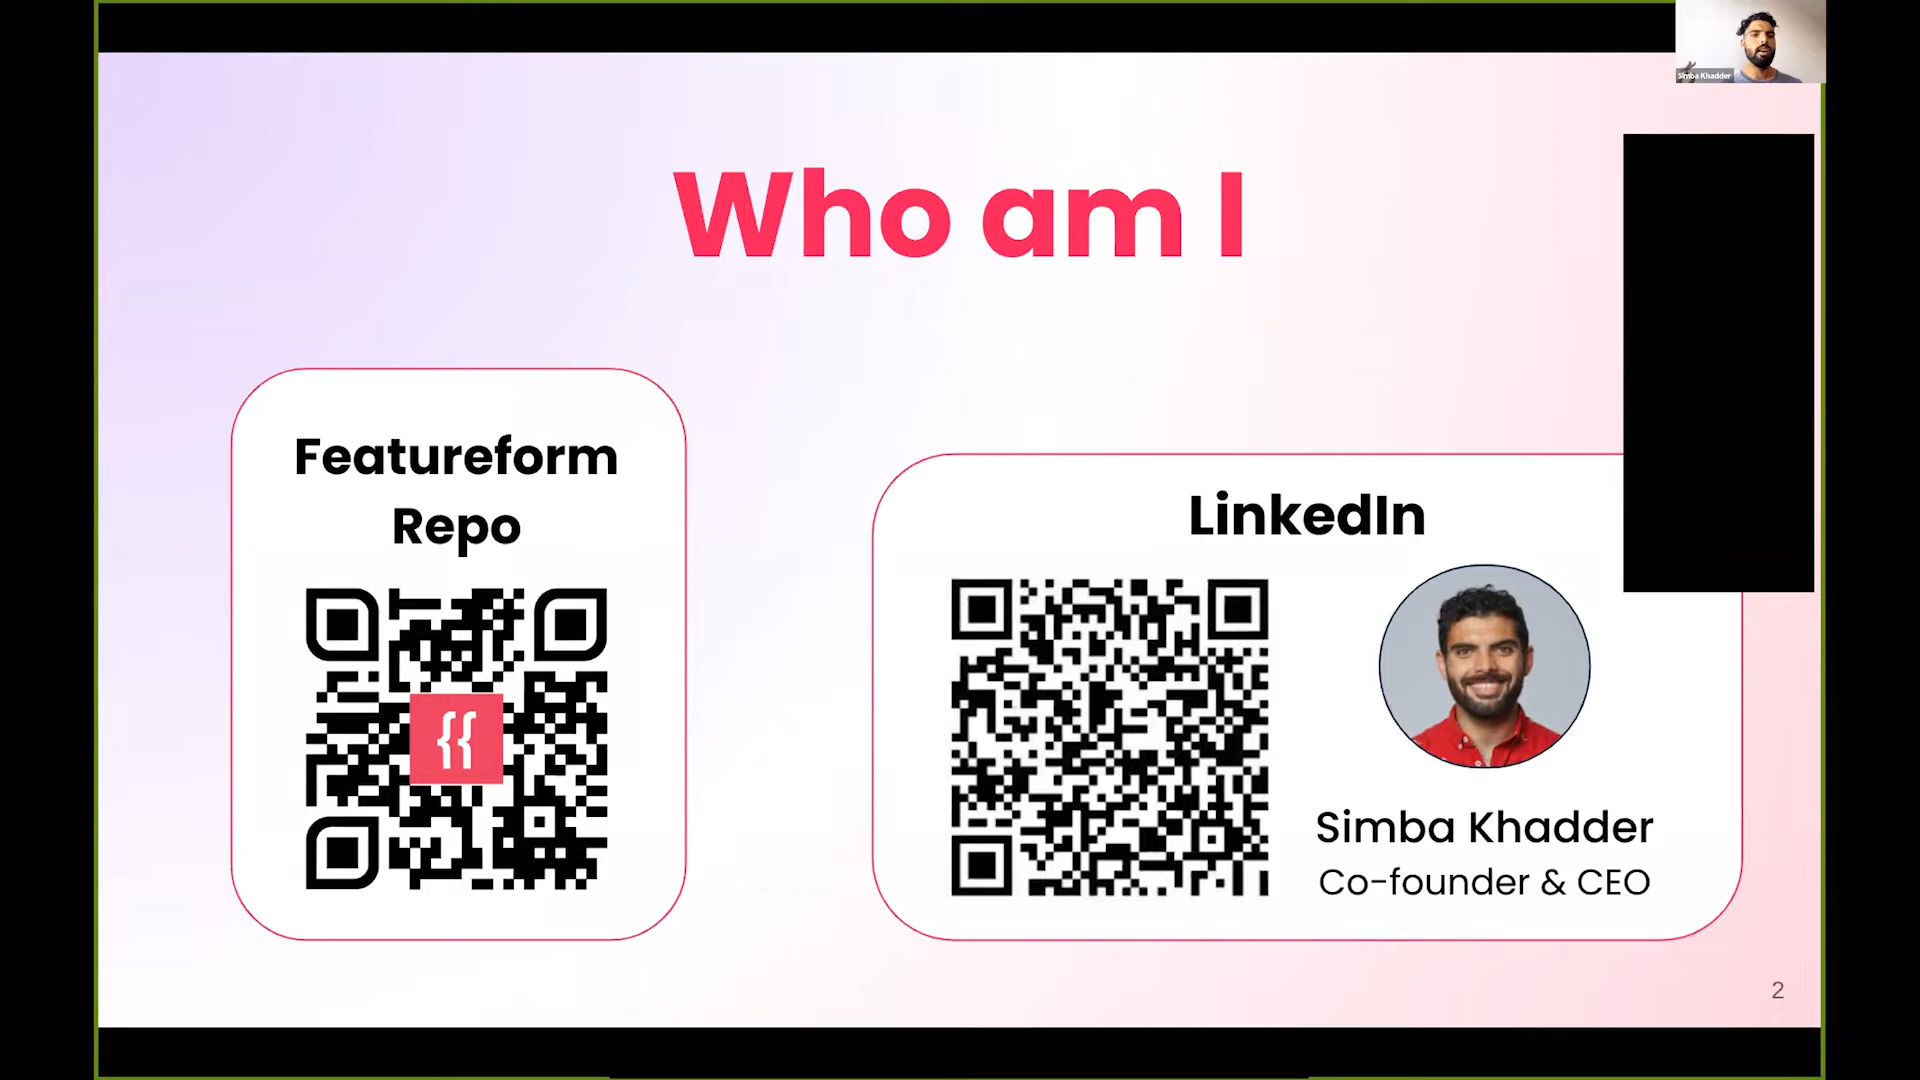 Simba Khadder
Who am I
Featureform
Repo
{{
LinkedIn
Simba Khadder
Co-founder & CEO
2